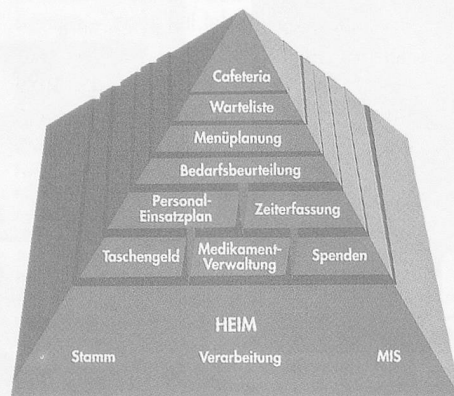 Cafeteria
Warteliste
Menüplanung
Bedarfsbeurteilung
Personal-
Einsatzplan
Zeiterfassung
Taschengeld
Medikament-
Verwaltung
Spenden
HEIM
Stamm Verarbeitung MIS